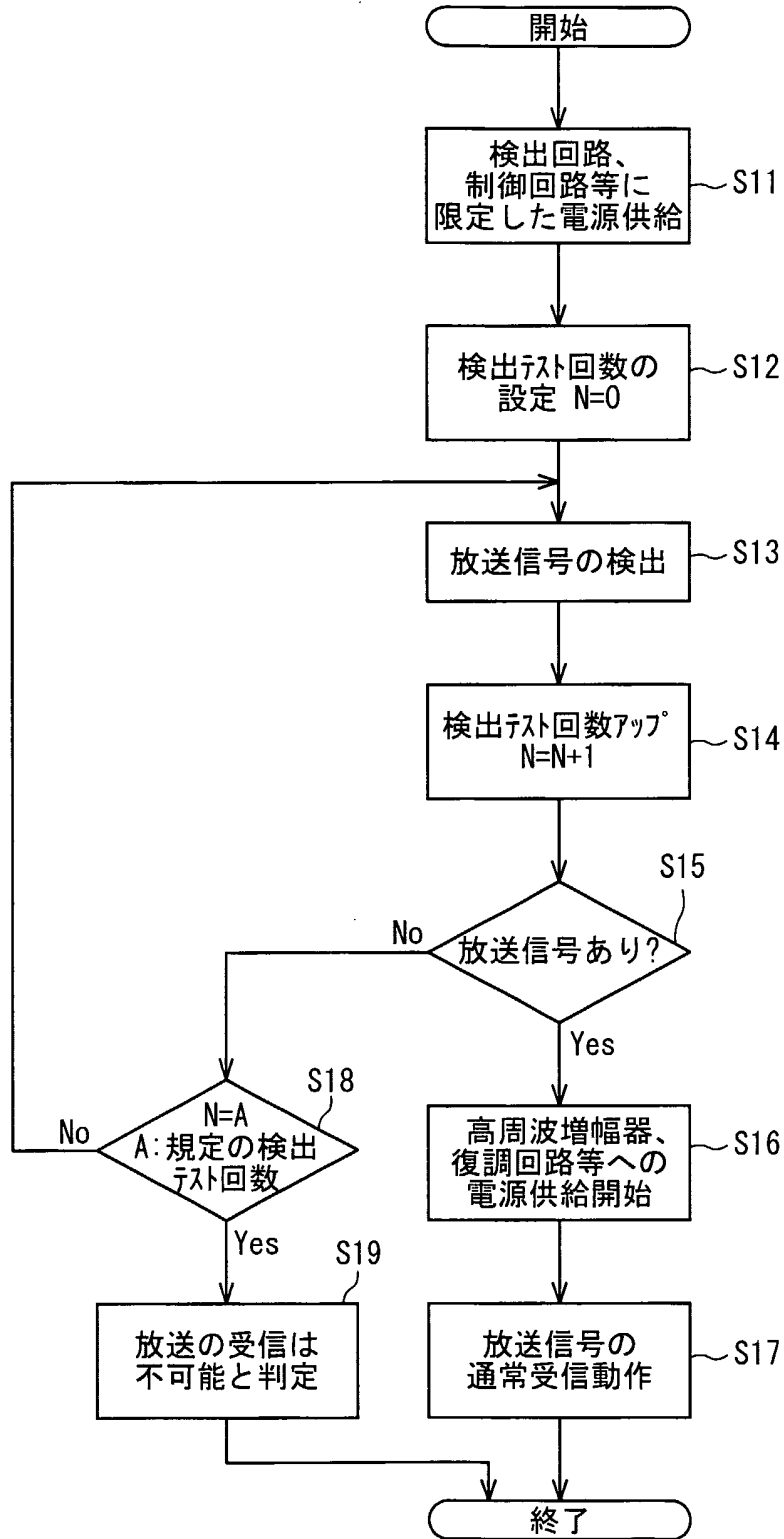 開始
検出回路、
制御回路等に
限定した電源供給
S11
検出ﾃｽﾄ回数の
設定 N=0
S12
放送信号の検出
S13
検出ﾃｽﾄ回数ｱｯﾌﾟ
N=N+1
S14
S15
放送信号あり?
No
Yes
S18
N=A
A:規定の検出
ﾃｽﾄ回数
No
Yes
高周波増幅器、
復調回路等への
電源供給開始
S16
S19
放送の受信は
不可能と判定
放送信号の
通常受信動作
S17
終了